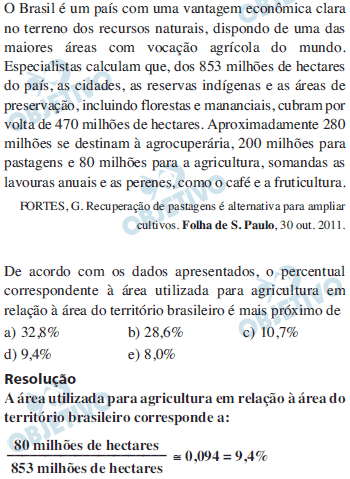 O Brasil é um país com uma vantagem econômica clara
no terreno dos recursos naturais, dispondo de uma das
maiores áreas com vocação agrícola do mundo.
Especialistas calculam que, dos 853 milhões de hectares
do país, as cidades, as reservas indígenas e as áreas de
preservação, incluindo florestas e mananciais, cubram por
volta de 470 milhões de hectares. Aproximadamente 280
milhões se destinam à agrocuperária, 200 milhões para
pastagens e 80 milhões para a agricultura, somandas as
lavouras anuais e as perenes, como o café e a fruticultura.
FORTES, G. Recuperação de pastagens é alternativa para ampliar
cultivos. Folha de S. Paulo, 30 out. 2011.
De acordo com os dados apresentados, o percentual
correspondente à área utilizada para agricultura em
relação à área do território brasileiro é mais próximo de
a) 32,8% b) 28,6% c) 10,7%
d) 9,4% e) 8,0%
Resolução
A área utilizada para agricultura em relação à área do
território brasileiro corresponde a:
80 milhões de hectares
853 milhões de hectares ≅ 0,094 = 9,4%
OBJETIVO
OBJETIVO
OBJETIVO
OBJETIVO
OBJETIVO